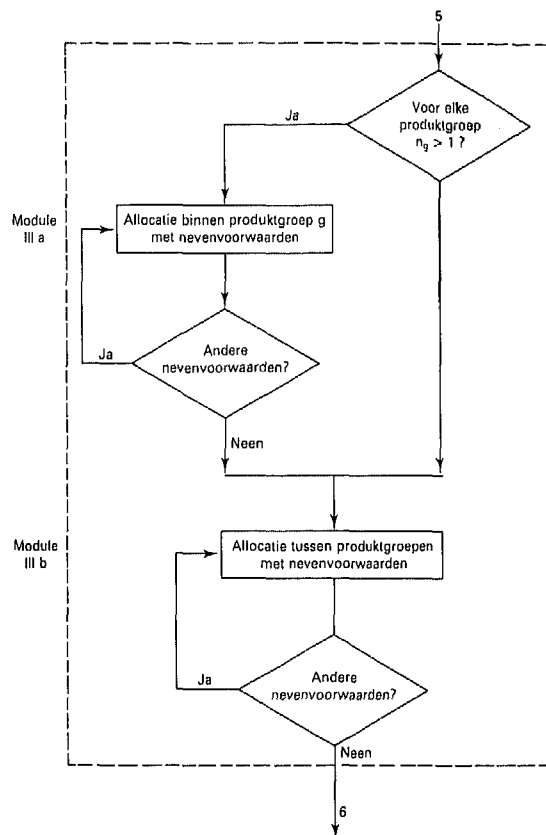 5
Voor elke
produktgroep
ng > 1 ?
Ja
Module
III a
Allocatie binnen produktgroep g
met nevenvoorwaarden
Ja
Andere
nevenvoorwaarden?
Neen
Module
III b
Allocatie tussen produktgroepen
met nevenvoorwaarden
Ja
Andere
nevenvoorwaarden?
Neen
6